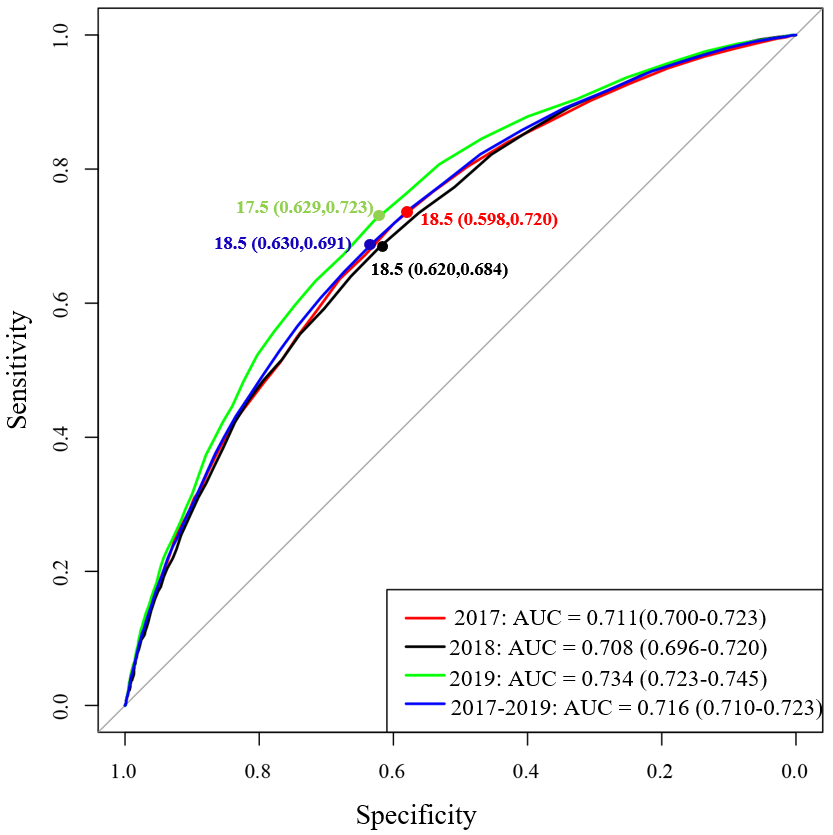 1.0
0.8
0.6
0.4
0.2
0.0
Sensitivity
17.5 (0.629,0.723)
18.5 (0.598,0.720)
18.5 (0.630,0.691)
18.5 (0.620,0.684)
2017: AUC = 0.711(0.700-0.723)
2018: AUC = 0.708 (0.696-0.720)
2019: AUC = 0.734 (0.723-0.745)
2017-2019: AUC = 0.716 (0.710-0.723)
1.0 0.8 0.6 0.4 0.2 0.0
Specificity